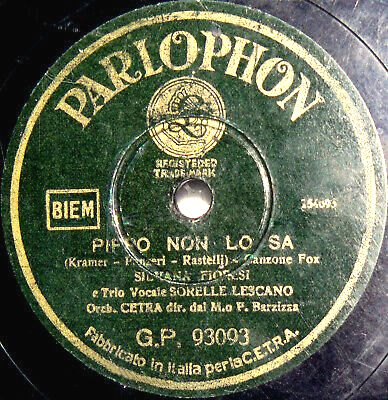 PARLOPHON
REGISTERED
TRADE MARK
BIEM
PIPPO NON LO SA
(Kramer - Panzeri - Rastelli) - Canzone Fox
SILVANA FIORESI
e Trio Vocale SORELLE LESCANO
Orch. CETRA dir. dal M.o P. Barzizza
G.P. 93093
Fabbricato in Italia per la C.E.T.R.A.